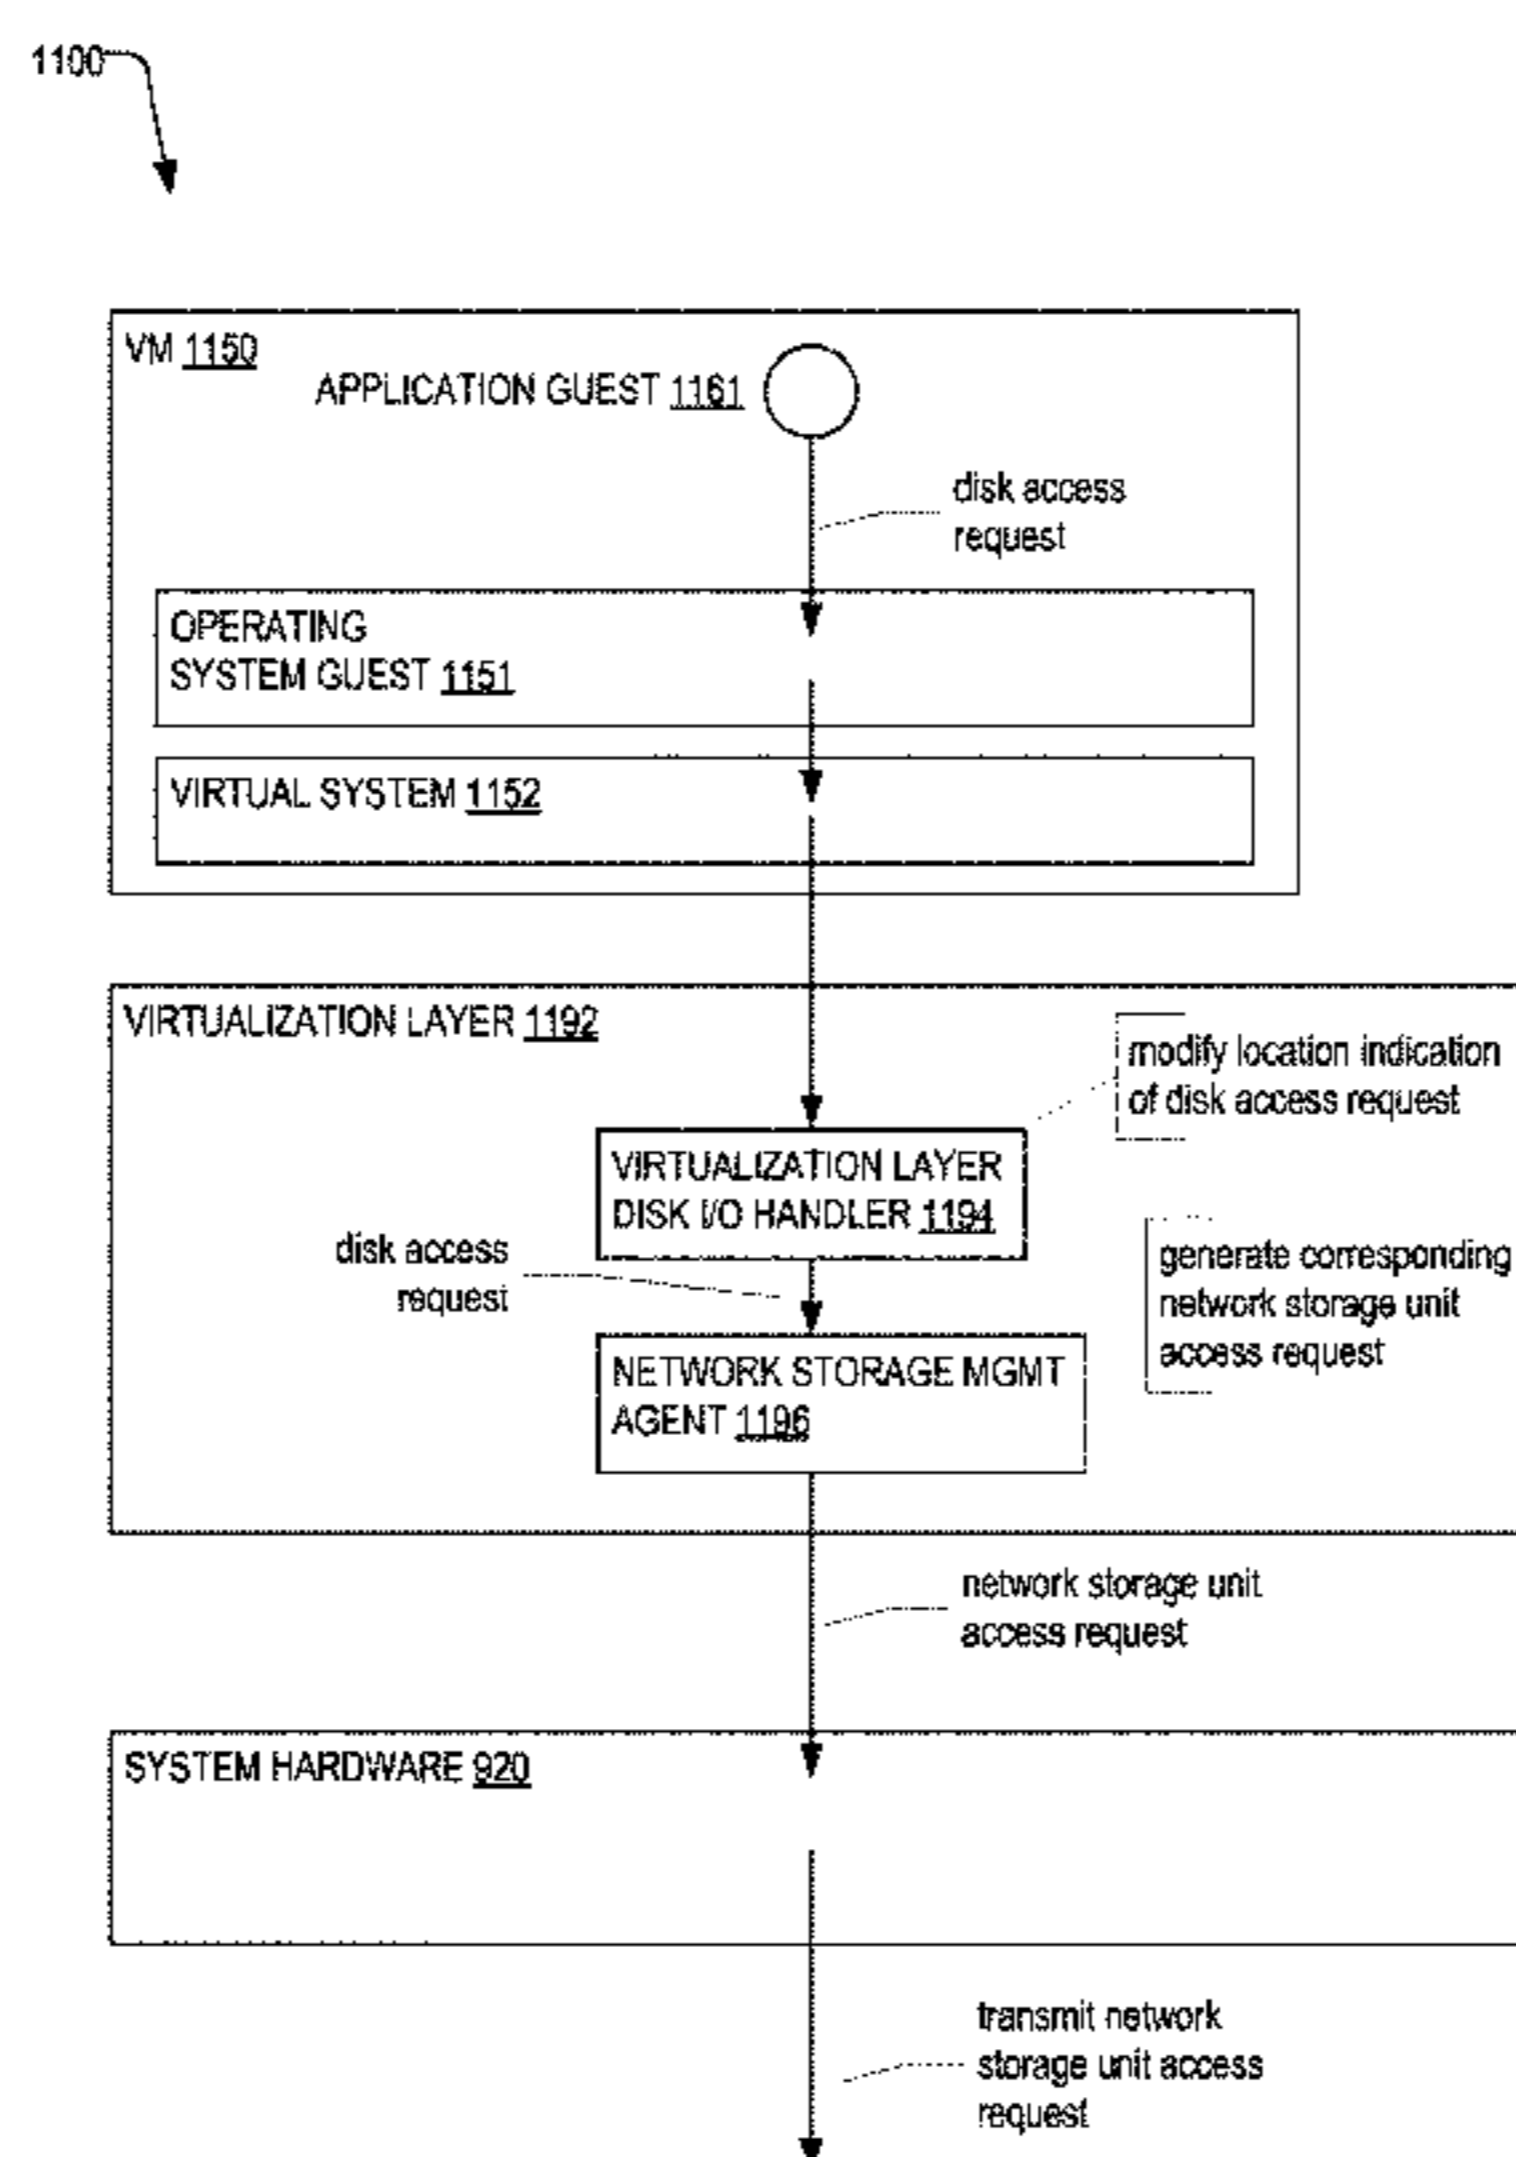 1100
VM 1150
APPLICATION GUEST 1161
disk access
request
OPERATING
SYSTEM GUEST 1151
VIRTUAL SYSTEM 1152
VIRTUALIZATION LAYER 1192
modify location indication
of disk access request
VIRTUALIZATION LAYER
DISK I/O HANDLER 1194
disk access
request
generate corresponding
network storage unit
access request
NETWORK STORAGE MGMT
AGENT 1196
network storage unit
access request
SYSTEM HARDWARE 920
transmit network
storage unit access
request